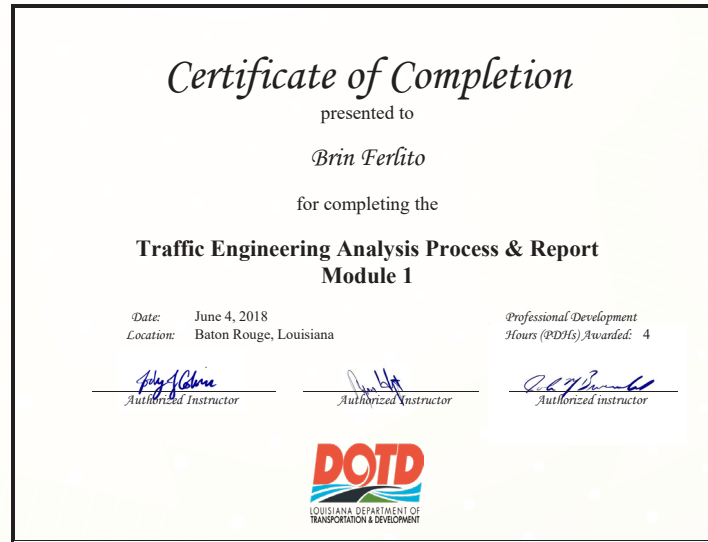 Certificate of Completion
presented to
Brin Ferlito
for completing the
Traffic Engineering Analysis Process & Report
Module 1
Date: June 4, 2018
Location: Baton Rouge, Louisiana
Professional Development
Hours (PDHs) Awarded: 4
Authorized Instructor
Authorized Instructor
Authorized instructor
DOTD
LOUISIANA DEPARTMENT OF
TRANSPORTATION & DEVELOPMENT